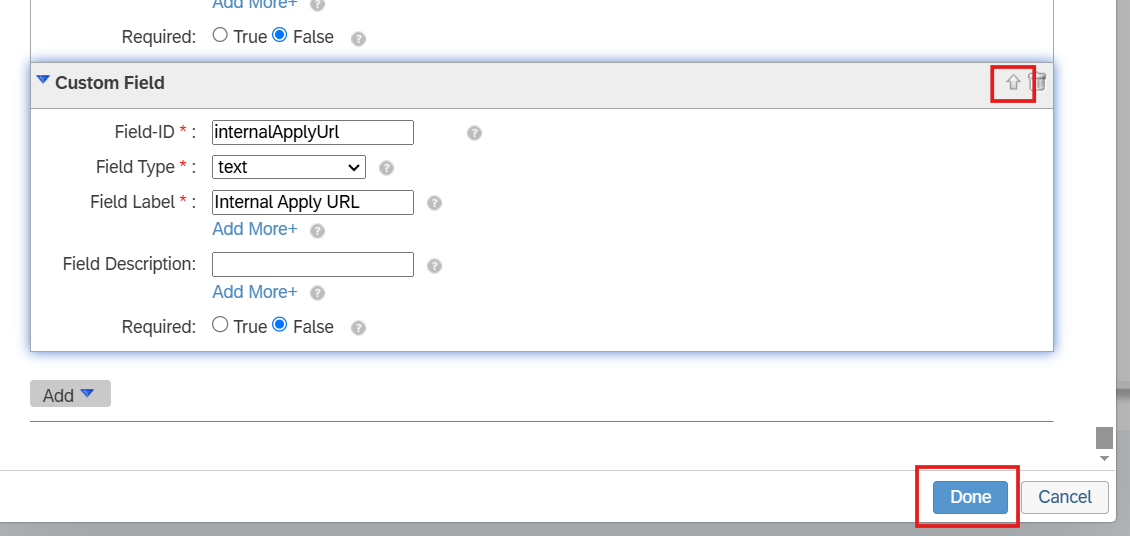 Add More+
Required: True False
Custom Field
Field-ID * : internalApplyUrl
Field Type * : text
Field Label * : Internal Apply URL
Add More+
Field Description:
Add More+
Required: True False
Add
Done Cancel